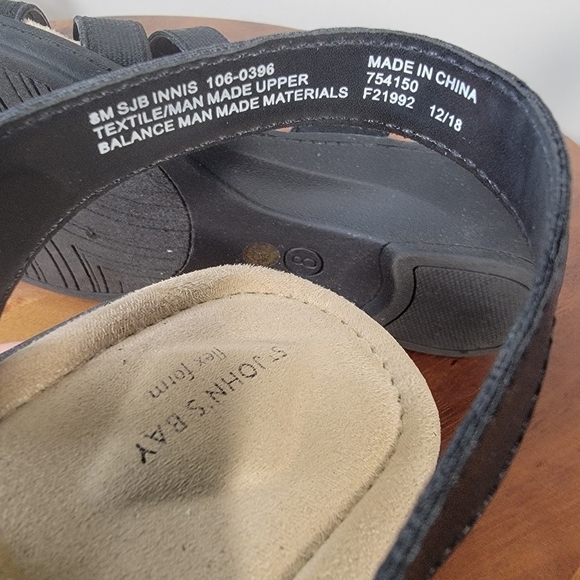 8M SJB INNIS 106-0396
TEXTILE/MAN MADE UPPER
BALANCE MAN MADE MATERIALS
MADE IN CHINA
754150
F21992 12/18
B
ST JOHN'S BAY
flex form